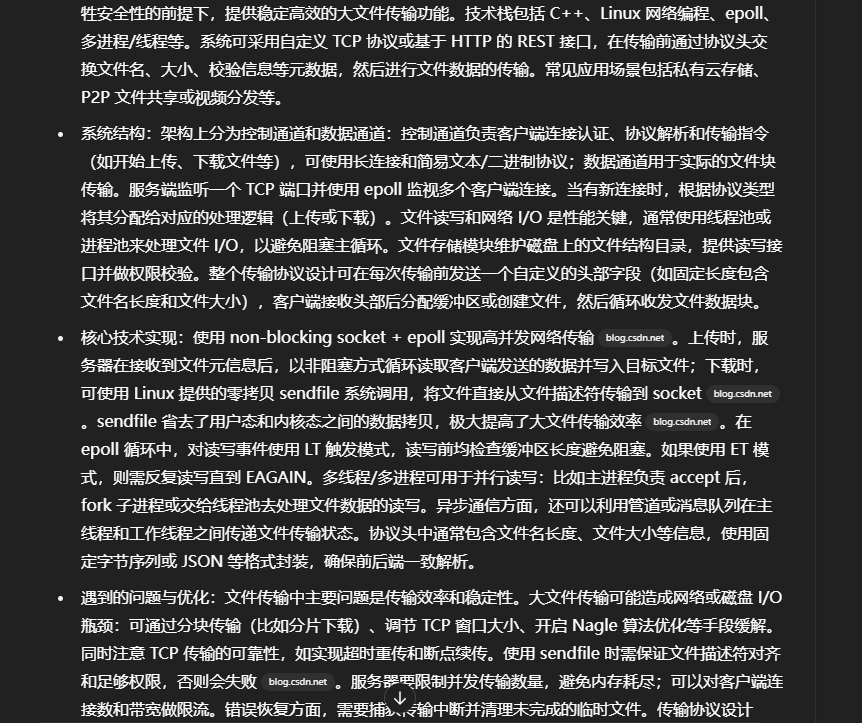 牲安全性的前提下，提供稳定高效的大文件传输功能。技术栈包括 C++、Linux 网络编程、epoll、
多进程/线程等。系统可采用自定义 TCP 协议或基于 HTTP 的 REST 接口，在传输前通过协议头交
换文件名、大小、校验信息等元数据，然后进行文件数据的传输。常见应用场景包括私有云存储、
P2P 文件共享或视频分发等。
• 系统结构：架构上分为控制通道和数据通道：控制通道负责客户端连接认证、协议解析和传输指令
（如开始上传、下载文件等），可使用长连接和简易文本/二进制协议；数据通道用于实际的文件块
传输。服务端监听一个 TCP 端口并使用 epoll 监视多个客户端连接。当有新连接时，根据协议类型
将其分配给对应的处理逻辑（上传或下载）。文件读写和网络 I/O 是性能关键，通常使用线程池或
进程池来处理文件 I/O，以避免阻塞主循环。文件存储模块维护磁盘上的文件结构目录，提供读写接
口并做权限校验。整个传输协议设计可在每次传输前发送一个自定义的头部字段（如固定长度包含
文件名长度和文件大小），客户端接收头部后分配缓冲区或创建文件，然后循环收发文件数据块。
• 核心技术实现：使用 non-blocking socket + epoll 实现高并发网络传输 blog.csdn.net 。上传时，服
务器在接收到文件元信息后，以非阻塞方式循环读取客户端发送的数据并写入目标文件；下载时，
可使用 Linux 提供的零拷贝 sendfile 系统调用，将文件直接从文件描述符传输到 socket blog.csdn.net
。sendfile 省去了用户态和内核态之间的数据拷贝，极大提高了大文件传输效率 blog.csdn.net 。在
epoll 循环中，对读写事件使用 LT 触发模式，读写前均检查缓冲区长度避免阻塞。如果使用 ET 模
式，则需反复读写直到 EAGAIN。多线程/多进程可用于并行读写：比如主进程负责 accept 后，
fork 子进程或交给线程池去处理文件数据的读写。异步通信方面，还可以利用管道或消息队列在主
线程和工作线程之间传递文件传输状态。协议头中通常包含文件名长度、文件大小等信息，使用固
定字节序列或 JSON 等格式封装，确保前后端一致解析。
• 遇到的问题与优化：文件传输中主要问题是传输效率和稳定性。大文件传输可能造成网络或磁盘 I/O
瓶颈：可通过分块传输（比如分片下载）、调节 TCP 窗口大小、开启 Nagle 算法优化等手段缓解。
同时注意 TCP 传输的可靠性，如实现超时重传和断点续传。使用 sendfile 时需保证文件描述符对齐
和足够权限，否则会失败 blog.csdn.net 。服务器要限制并发传输数量，避免内存耗尽；可以对客户端连
接数和带宽做限流。错误恢复方面，需要捕获传输中断并清理未完成的临时文件。传输协议设计